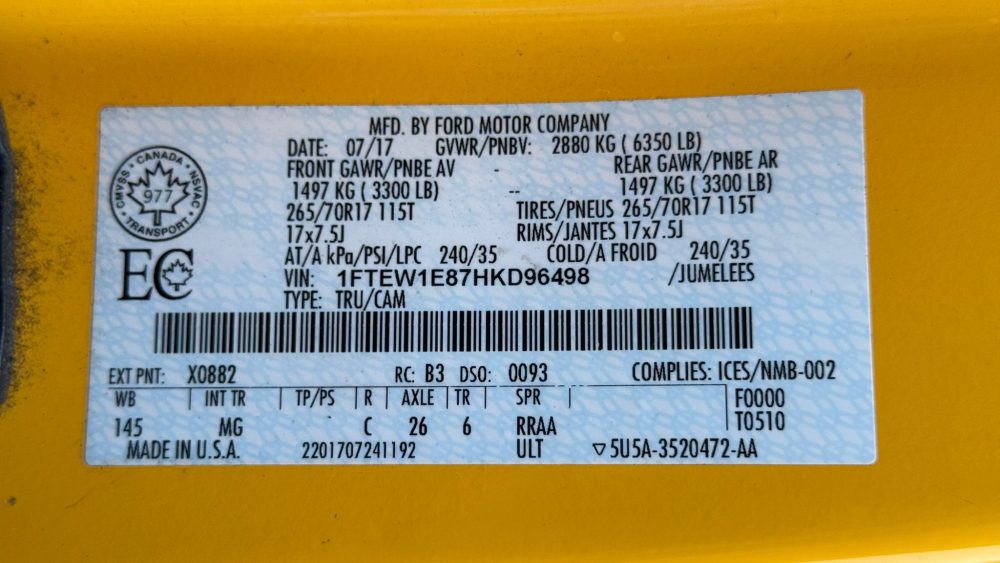 MFD. BY FORD MOTOR COMPANY
DATE: 07/17 GVWR/PNBV: 2880 KG ( 6350 LB)
FRONT GAWR/PNBE AV REAR GAWR/PNBE AR
1497 KG ( 3300 LB) -- 1497 KG ( 3300 LB)
265/70R17 115T TIRES/PNEUS 265/70R17 115T
17x7.5J RIMS/JANTES 17x7.5J
AT/A kPa/PSI/LPC 240/35 COLD/A FROID 240/35
VIN: 1FTEW1E87HKD96498 /JUMELEES
TYPE: TRU/CAM
CANADA
CMVSS NSVAC
977
TRANSPORT
EC
EXT PNT: X0882 RC: B3 DSO: 0093 COMPLIES: ICES/NMB-002
WB | INT TR | TP/PS | R | AXLE | TR | SPR | F0000
145 MG C 26 6 RRAA T0510
MADE IN U.S.A. 2201707241192 ULT ▽5U5A-3520472-AA